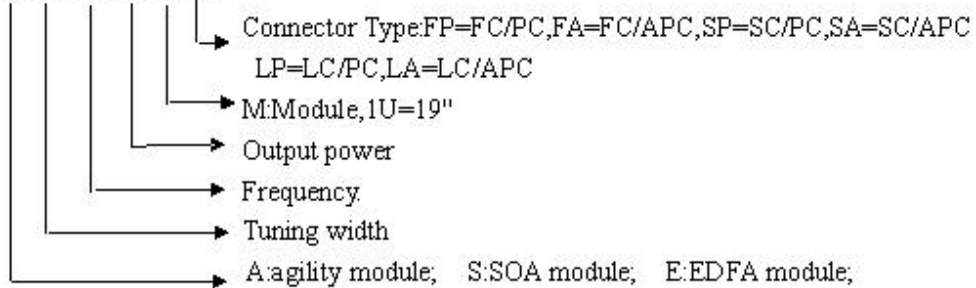 Connector Type:FP=FC/PC,FA=FC/APC,SP=SC/PC,SA=SC/APC
LP=LC/PC,LA=LC/APC
M:Module,1U=19"
Output power
Frequency.
Tuning width
A:agility module; S:SOA module; E:EDFA module;